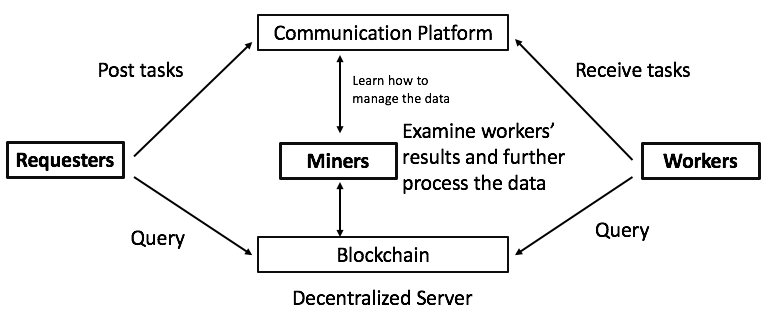 Communication Platform
Post tasks
Receive tasks
Learn how to
manage the data
Requesters
Miners
Examine workers'
results and further
process the data
Workers
Query
Query
Blockchain
Decentralized Server